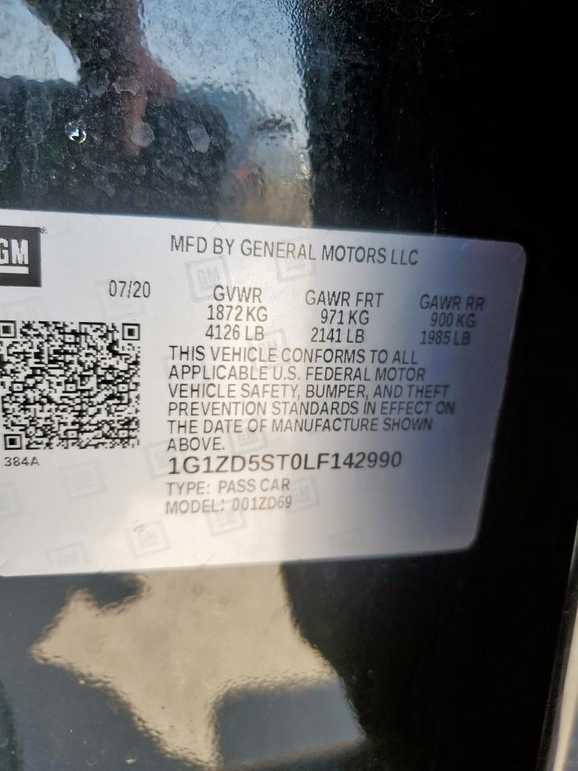 GM
MFD BY GENERAL MOTORS LLC
07/20 GVWR GAWR FRT GAWR RR
1872 KG 971 KG 900 KG
4126 LB 2141 LB 1985 LB
THIS VEHICLE CONFORMS TO ALL
APPLICABLE U.S. FEDERAL MOTOR
VEHICLE SAFETY, BUMPER, AND THEFT
PREVENTION STANDARDS IN EFFECT ON
THE DATE OF MANUFACTURE SHOWN
ABOVE.
384A
1G1ZD5ST0LF142990
TYPE: PASS CAR
MODEL: 001ZD69